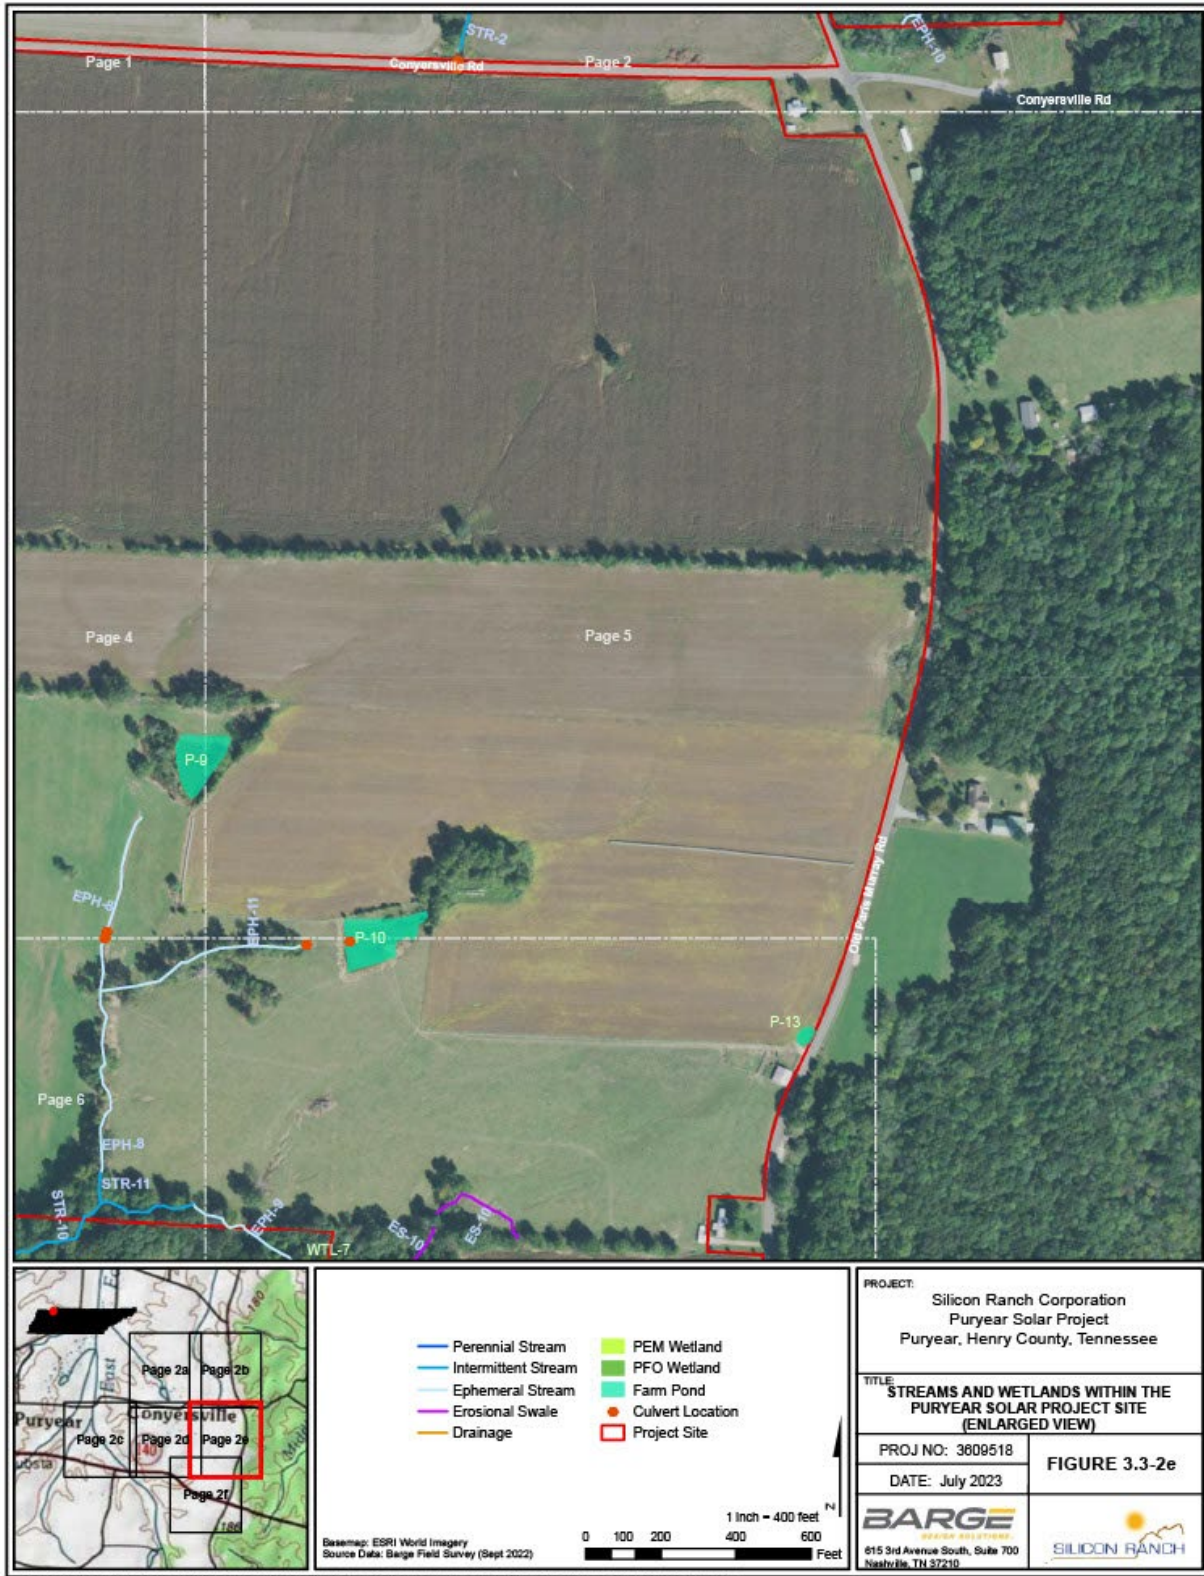 STR-2
EPH-10
Page 1
Conyersville Rd
Page 2
Conyersville Rd
Page 4
Page 5
P-9
Old Paris Murray Rd
EPH-8
EPH-11
P-10
P-13
Page 6
EPH-8
STR-11
STR-10
EPH-9
WTL-7
ES-10
ES-10
180
East
Page 2a
Page 2b
Puryear
Conyersville
Page 2c
Page 2d
Page 2e
140
Page 2f
186
Perennial Stream
Intermittent Stream
Ephemeral Stream
Erosional Swale
Drainage
PEM Wetland
PFO Wetland
Farm Pond
Culvert Location
Project Site
Basemap: ESRI World Imagery
Source Data: Barge Field Survey (Sept 2022)
1 inch = 400 feet
0 100 200 400 600
Feet
N
PROJECT:
Silicon Ranch Corporation
Puryear Solar Project
Puryear, Henry County, Tennessee
TITLE:
STREAMS AND WETLANDS WITHIN THE
PURYEAR SOLAR PROJECT SITE
(ENLARGED VIEW)
PROJ NO: 3609518
DATE: July 2023
FIGURE 3.3-2e
BARGE
DESIGN SOLUTIONS.
615 3rd Avenue South, Suite 700
Nashville, TN 37210
SILICON RANCH